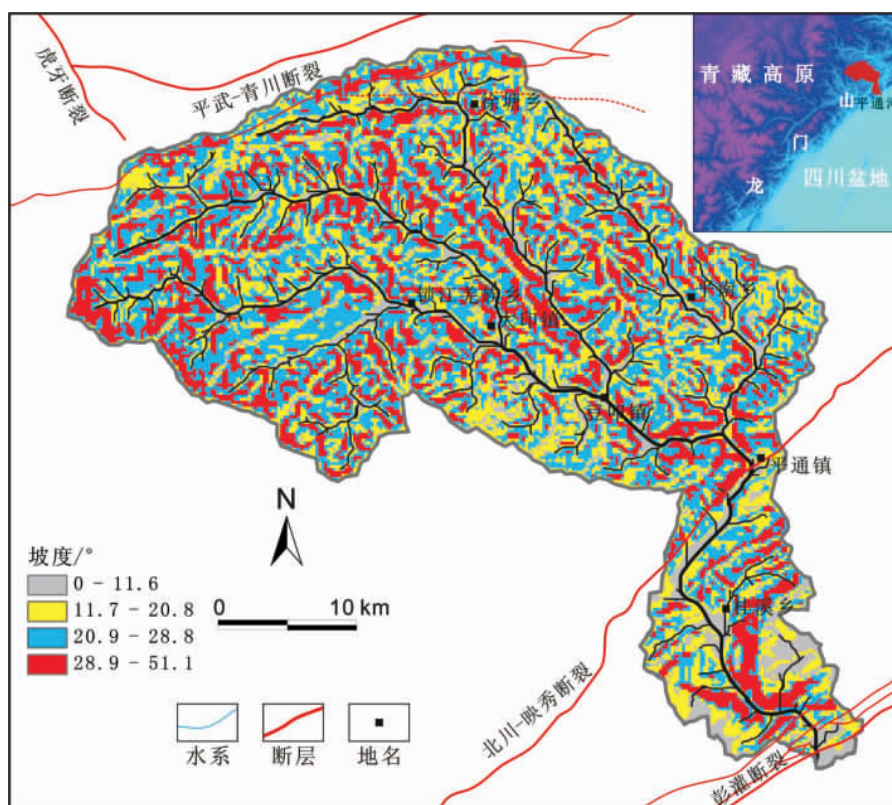 虎牙断裂
平武-青川断裂
青藏高原
山
平通河
门
龙
四川盆地
徐塘乡
锁江羌族乡
大印镇
平南乡
豆叩镇
平通镇
桂溪乡
N
坡度/°
0 - 11.6
11.7 - 20.8
20.9 - 28.8
28.9 - 51.1
0 10 km
水系 断层 地名
北川-映秀断裂
彭灌断裂